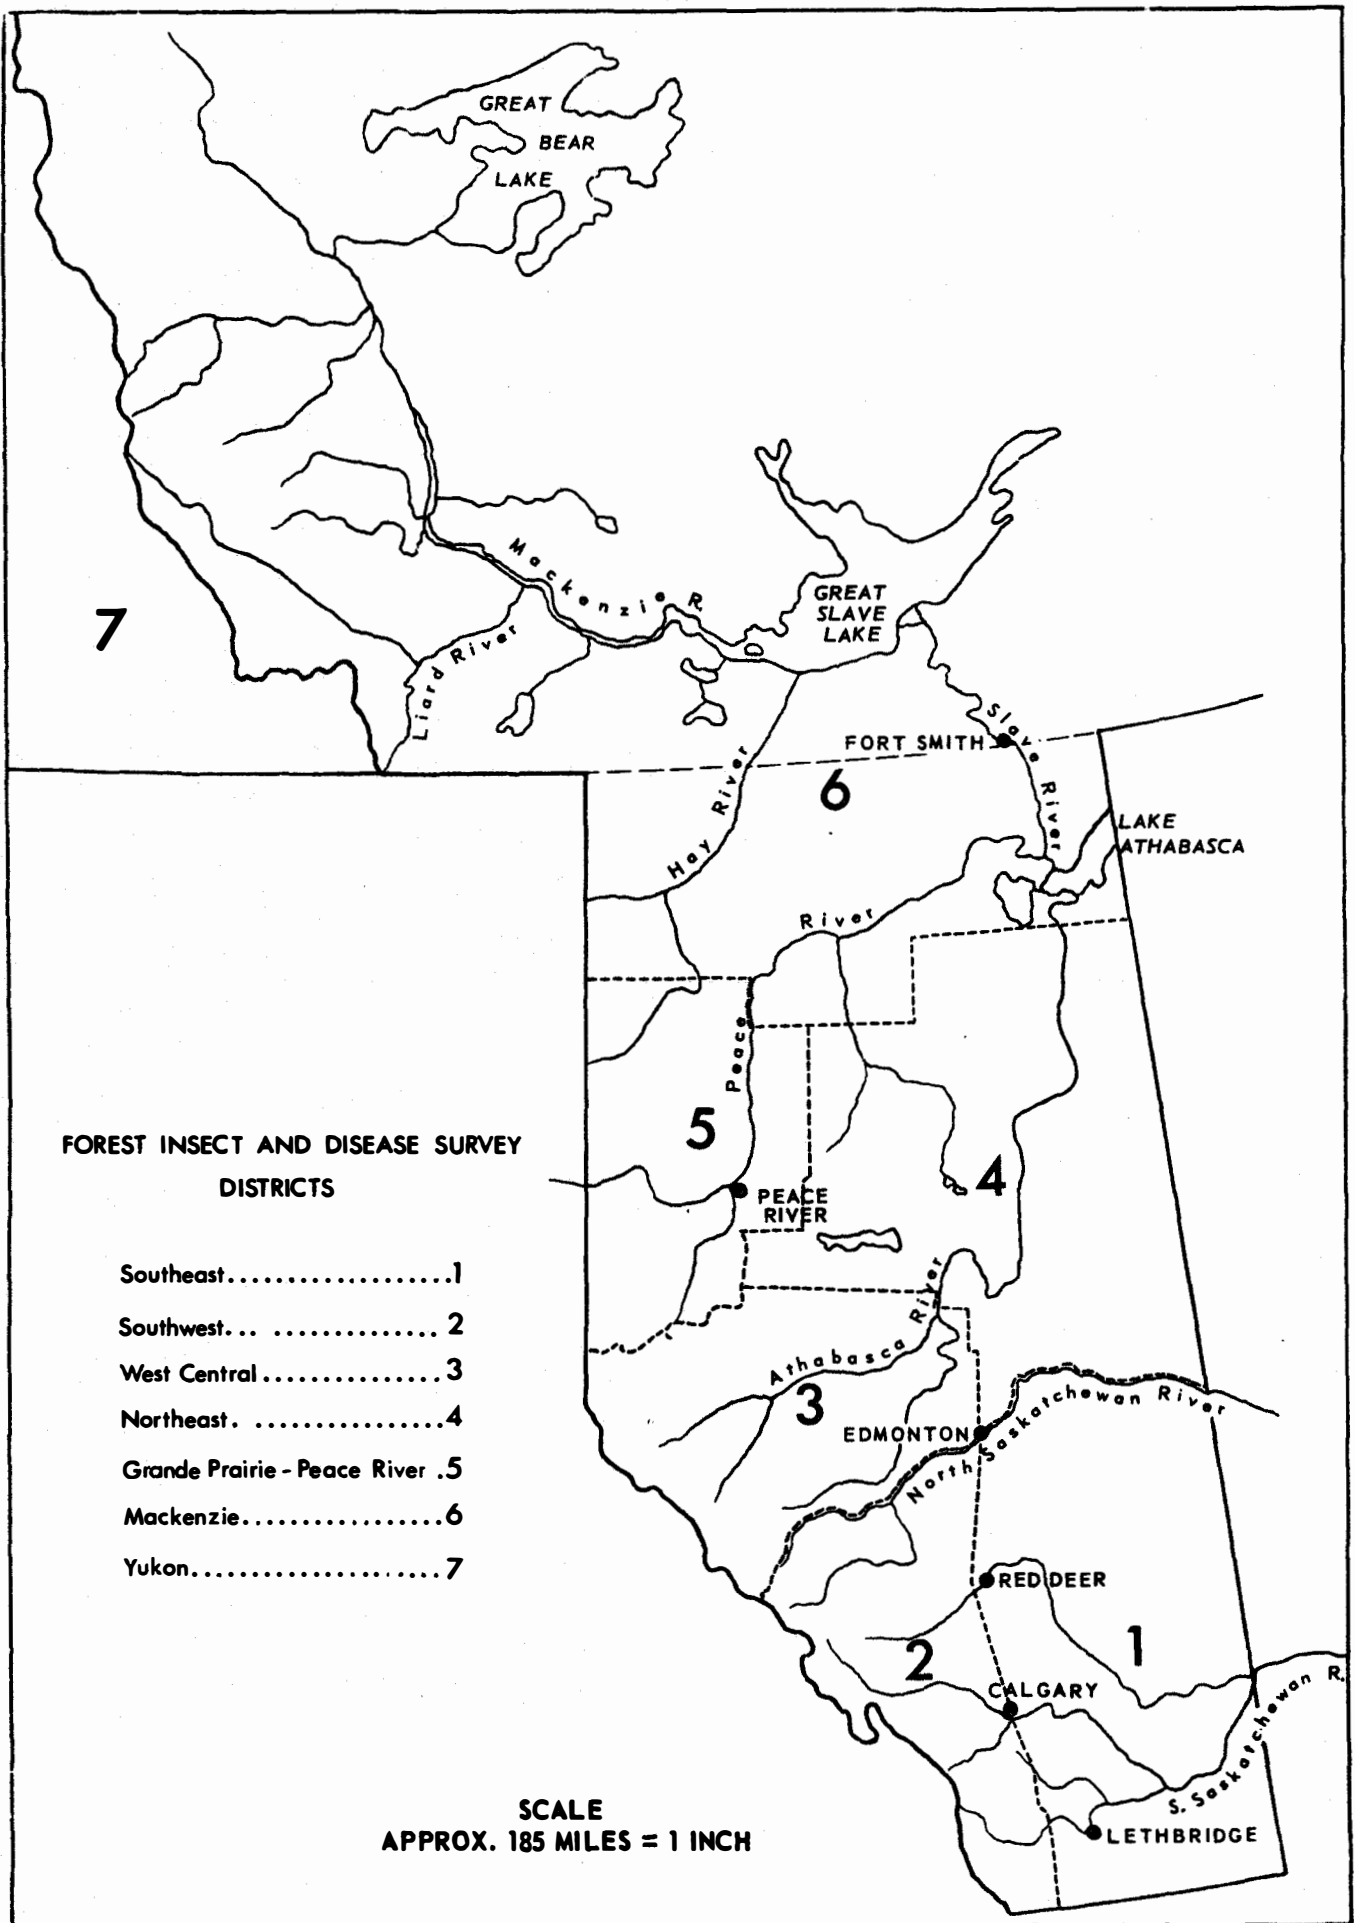 GREAT
BEAR
LAKE
Mackenzie R.
GREAT
SLAVE
LAKE
7
Liard River
Slave River
FORT SMITH
6
Hay River
LAKE
ATHABASCA
Peace River
5
FOREST INSECT AND DISEASE SURVEY
DISTRICTS
4
PEACE
RIVER
Southeast...................1
Southwest... .............. 2
West Central...............3
Northeast. ................4
Grande Prairie - Peace River .5
Mackenzie.................6
Yukon.....................7
Athabasca River
3
EDMONTON
North Saskatchewan River
RED DEER
2
1
CALGARY
S. Saskatchewan R.
LETHBRIDGE
SCALE
APPROX. 185 MILES = 1 INCH